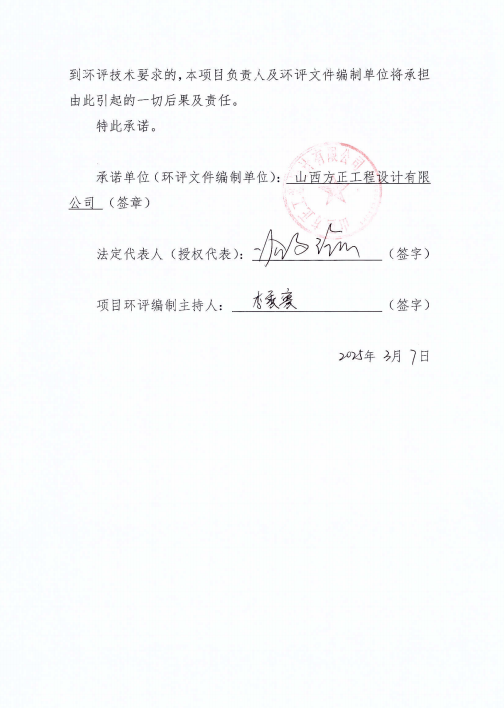 到环评技术要求的,本项目负责人及环评文件编制单位将承担
由此引起的一切后果及责任。
特此承诺。
承诺单位(环评文件编制单位):山西方正工程设计有限
公司(签章)
法定代表人(授权代表): (签字)
项目环评编制主持人: (签字)
2025年 3月 7日